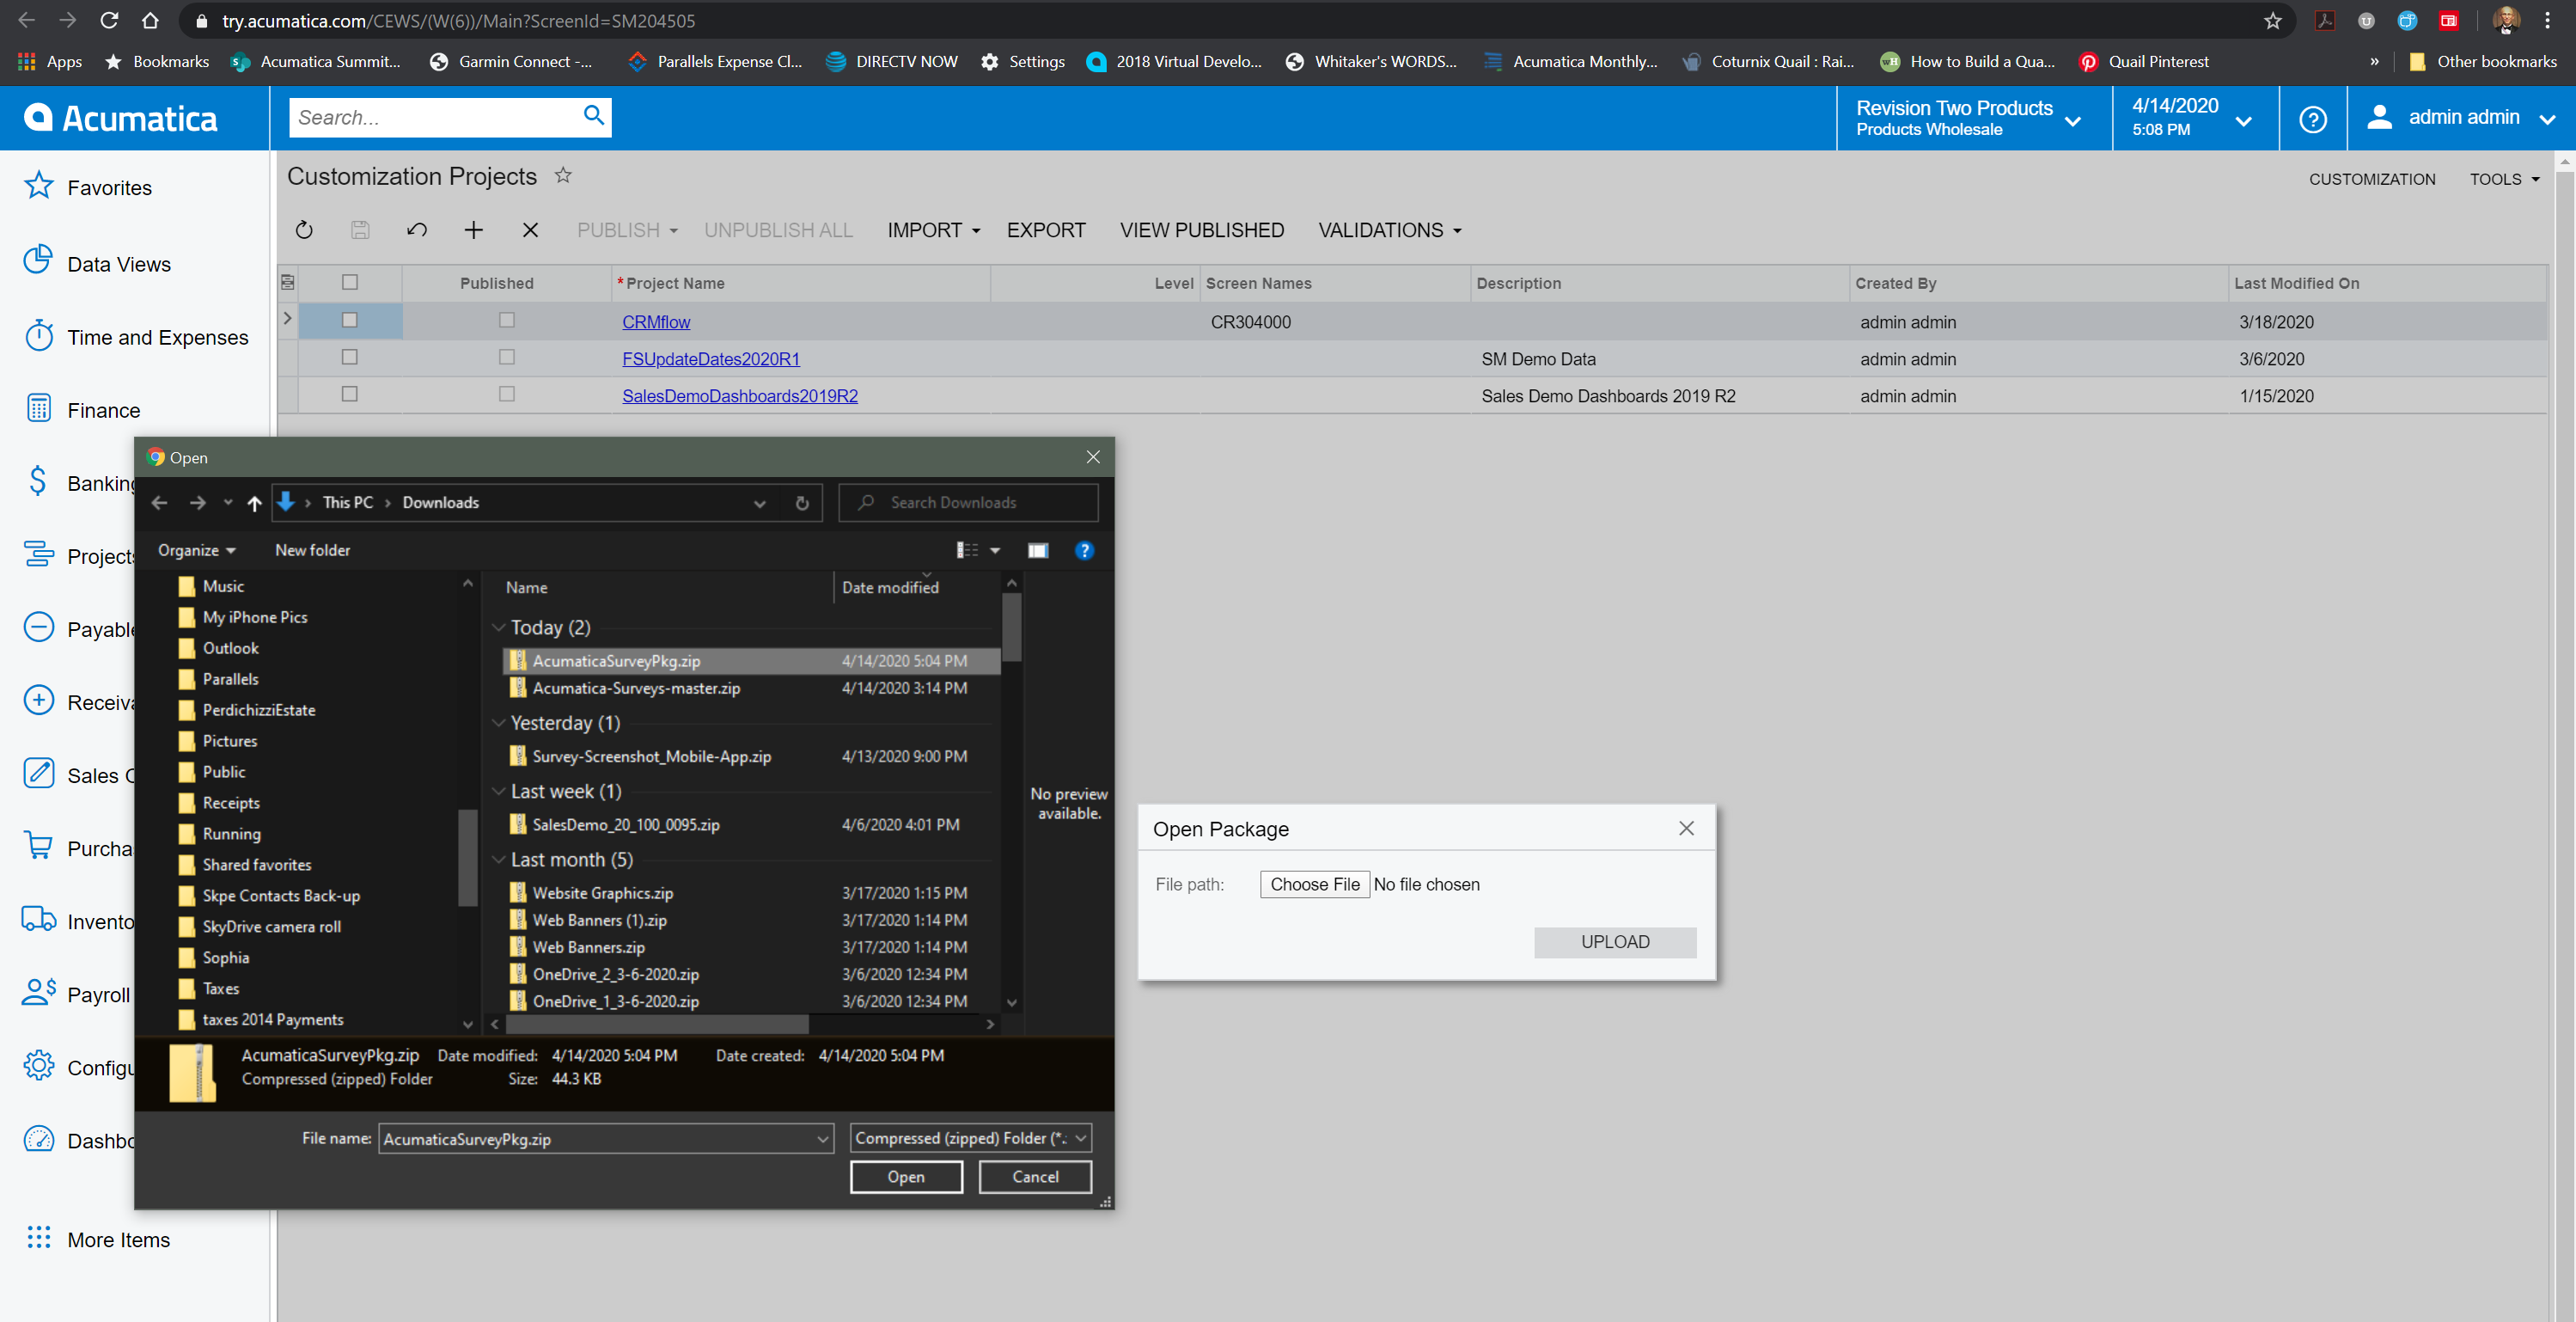 try.acumatica.com/CEWS/(W(6))/Main?ScreenId=SM204505
Apps Bookmarks Acumatica Summit... Garmin Connect -... Parallels Expense Cl... DIRECTV NOW Settings 2018 Virtual Develo... Whitaker's WORDS... Acumatica Monthly... Coturnix Quail : Rai... How to Build a Qua... Quail Pinterest » Other bookmarks
Acumatica Search... Revision Two Products 4/14/2020 admin admin
Products Wholesale 5:08 PM
Customization Projects CUSTOMIZATION TOOLS
PUBLISH UNPUBLISH ALL IMPORT EXPORT VIEW PUBLISHED VALIDATIONS
Published * Project Name Level Screen Names Description Created By Last Modified On
CRMflow CR304000 admin admin 3/18/2020
FSUpdateDates2020R1 SM Demo Data admin admin 3/6/2020
SalesDemoDashboards2019R2 Sales Demo Dashboards 2019 R2 admin admin 1/15/2020
Favorites
Data Views
Time and Expenses
Finance
Banking
Projects
Payable
Receiva
Sales O
Purcha
Invento
Payroll
Configu
Dashbo
More Items
Open
This PC > Downloads Search Downloads
Organize New folder
Music
My iPhone Pics
Outlook
Parallels
PerdichizziEstate
Pictures
Public
Receipts
Running
Shared favorites
Skpe Contacts Back-up
SkyDrive camera roll
Sophia
Taxes
taxes 2014 Payments
Name Date modified
Today (2)
AcumaticaSurveyPkg.zip 4/14/2020 5:04 PM
Acumatica-Surveys-master.zip 4/14/2020 3:14 PM
Yesterday (1)
Survey-Screenshot_Mobile-App.zip 4/13/2020 9:00 PM
Last week (1)
SalesDemo_20_100_0095.zip 4/6/2020 4:01 PM
Last month (5)
Website Graphics.zip 3/17/2020 1:15 PM
Web Banners (1).zip 3/17/2020 1:14 PM
Web Banners.zip 3/17/2020 1:14 PM
OneDrive_2_3-6-2020.zip 3/6/2020 12:34 PM
OneDrive_1_3-6-2020.zip 3/6/2020 12:34 PM
No preview
available.
AcumaticaSurveyPkg.zip Date modified: 4/14/2020 5:04 PM Date created: 4/14/2020 5:04 PM
Compressed (zipped) Folder Size: 44.3 KB
File name: AcumaticaSurveyPkg.zip Compressed (zipped) Folder (*.
Open Cancel
Open Package
File path: Choose File No file chosen
UPLOAD